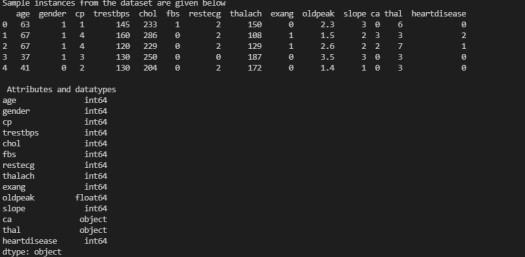 Sample instances from the dataset are given below
age gender cp trestbps chol fbs restecg thalach exang oldpeak slope ca thal heartdisease
0 63 1 1 145 233 1 2 150 0 2.3 3 0 6 0
1 67 1 4 160 286 0 2 108 1 1.5 2 3 3 2
2 67 1 4 120 229 0 2 129 1 2.6 2 2 7 1
3 37 1 3 130 250 0 0 187 0 3.5 3 0 3 0
4 41 0 2 130 204 0 2 172 0 1.4 1 0 3 0
Attributes and datatypes
age int64
gender int64
cp int64
trestbps int64
chol int64
fbs int64
restecg int64
thalach int64
exang int64
oldpeak float64
slope int64
ca object
thal object
heartdisease int64
dtype: object